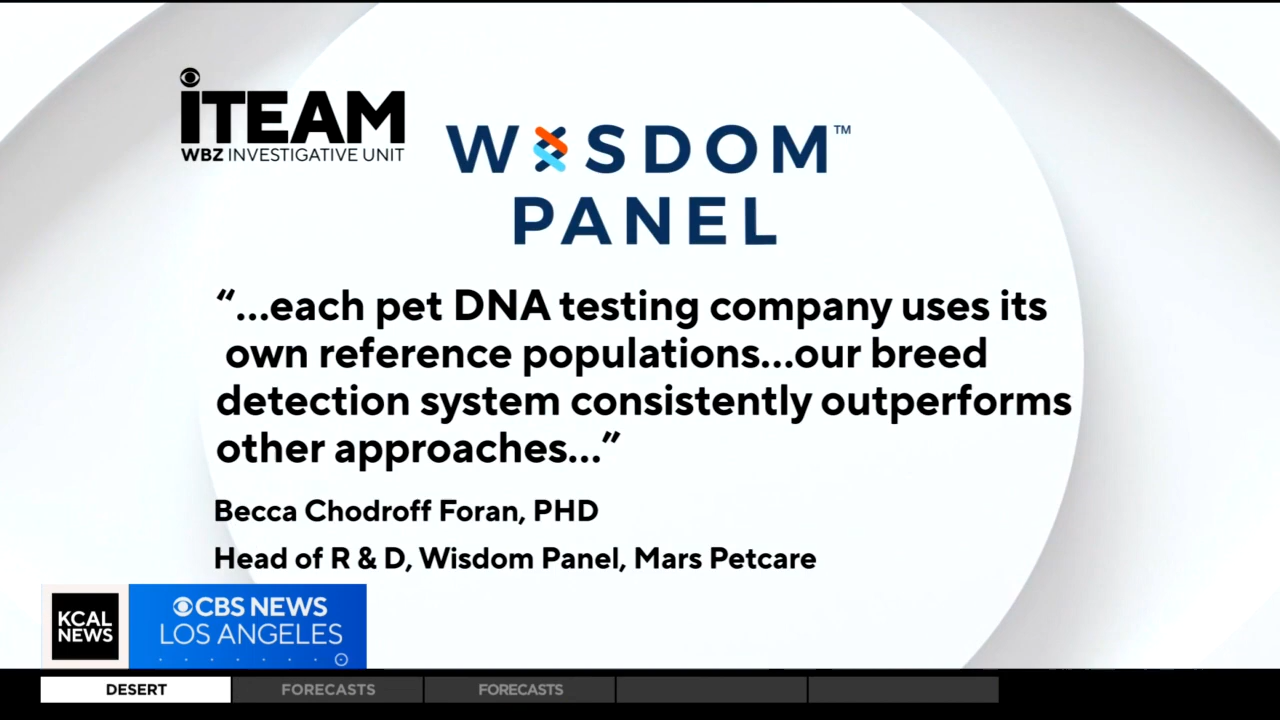 iTEAM
WBZ INVESTIGATIVE UNIT
WISDOM™
PANEL
“...each pet DNA testing company uses its
own reference populations...our breed
detection system consistently outperforms
other approaches...”
Becca Chodroff Foran, PHD
Head of R & D, Wisdom Panel, Mars Petcare
KCAL
NEWS
CBS NEWS
LOS ANGELES
DESERT
FORECASTS
FORECASTS